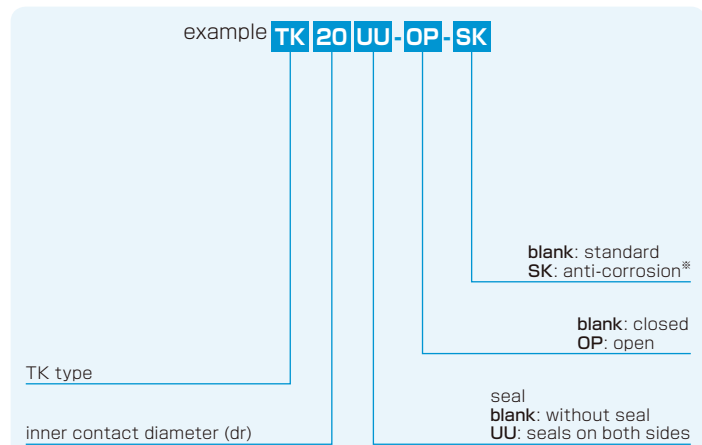 example TK 20 UU - OP - SK
blank: standard
SK: anti-corrosion※
blank: closed
OP: open
TK type
seal
blank: without seal
inner contact diameter (dr)
UU: seals on both sides